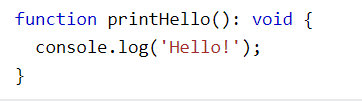 function printHello(): void {
  console.log('Hello!');
}